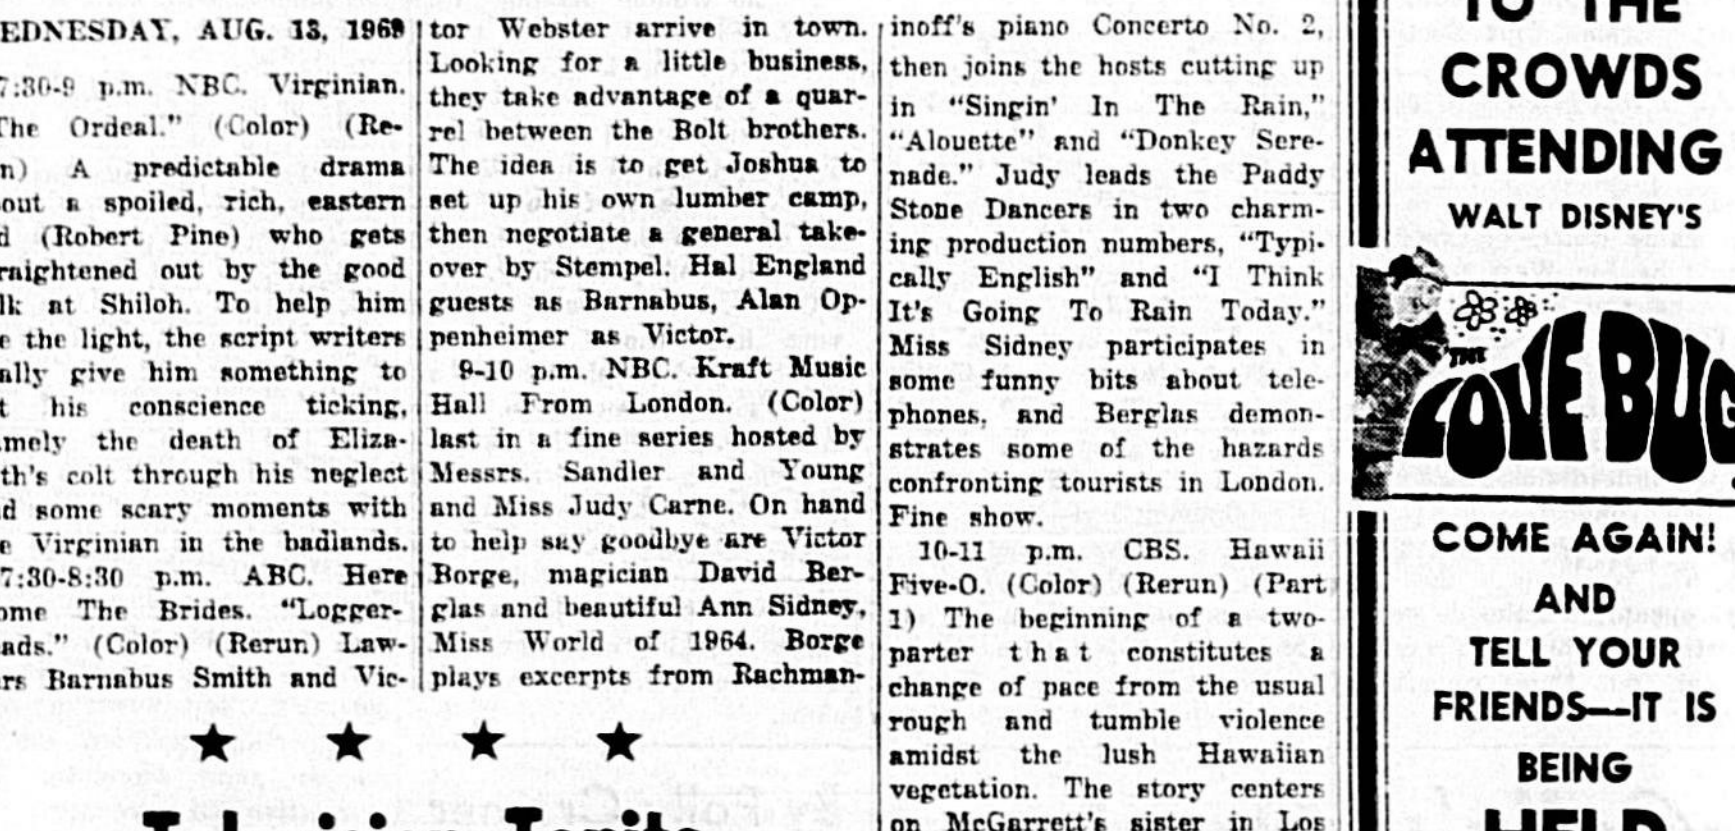 EDNESDAY, AUG. 13, 1969
7:30-9 p.m. NBC. Virginian.
The Ordeal." (Color) (Re-
n) A predictable drama
out a spoiled, rich, eastern
d (Robert Pine) who gets
raightened out by the good
lk at Shiloh. To help him
e the light, the script writers
ally give him something to
t his conscience ticking,
amely the death of Eliza-
th's colt through his neglect
d some scary moments with
e Virginian in the badlands.
7:30-8:30 p.m. ABC. Here
ome The Brides. "Logger-
ads." (Color) (Rerun) Law-
rs Barnabus Smith and Vic-
tor Webster arrive in town.
Looking for a little business,
they take advantage of a quar-
rel between the Bolt brothers.
The idea is to get Joshua to
set up his own lumber camp,
then negotiate a general take-
over by Stempel. Hal England
guests as Barnabus, Alan Op-
penheimer as Victor.
9-10 p.m. NBC. Kraft Music
Hall From London. (Color)
last in a fine series hosted by
Messrs. Sandler and Young
and Miss Judy Carne. On hand
to help say goodbye are Victor
Borge, magician David Ber-
glas and beautiful Ann Sidney,
Miss World of 1964. Borge
plays excerpts from Rachman-
inoff's piano Concerto No. 2,
then joins the hosts cutting up
in "Singin' In The Rain,"
"Alouette" and "Donkey Sere-
nade." Judy leads the Paddy
Stone Dancers in two charm-
ing production numbers, "Typi-
cally English" and "I Think
It's Going To Rain Today."
Miss Sidney participates in
some funny bits about tele-
phones, and Berglas demon-
strates some of the hazards
confronting tourists in London.
Fine show.
10-11 p.m. CBS. Hawaii
Five-O. (Color) (Rerun) (Part
1) The beginning of a two-
parter that constitutes a
change of pace from the usual
rough and tumble violence
amidst the lush Hawaiian
vegetation. The story centers
on McGarrett's sister in Los
TO THE
CROWDS
ATTENDING
WALT DISNEY'S
THE
LOVE BUG
COME AGAIN!
AND
TELL YOUR
FRIENDS—IT IS
BEING
HELD